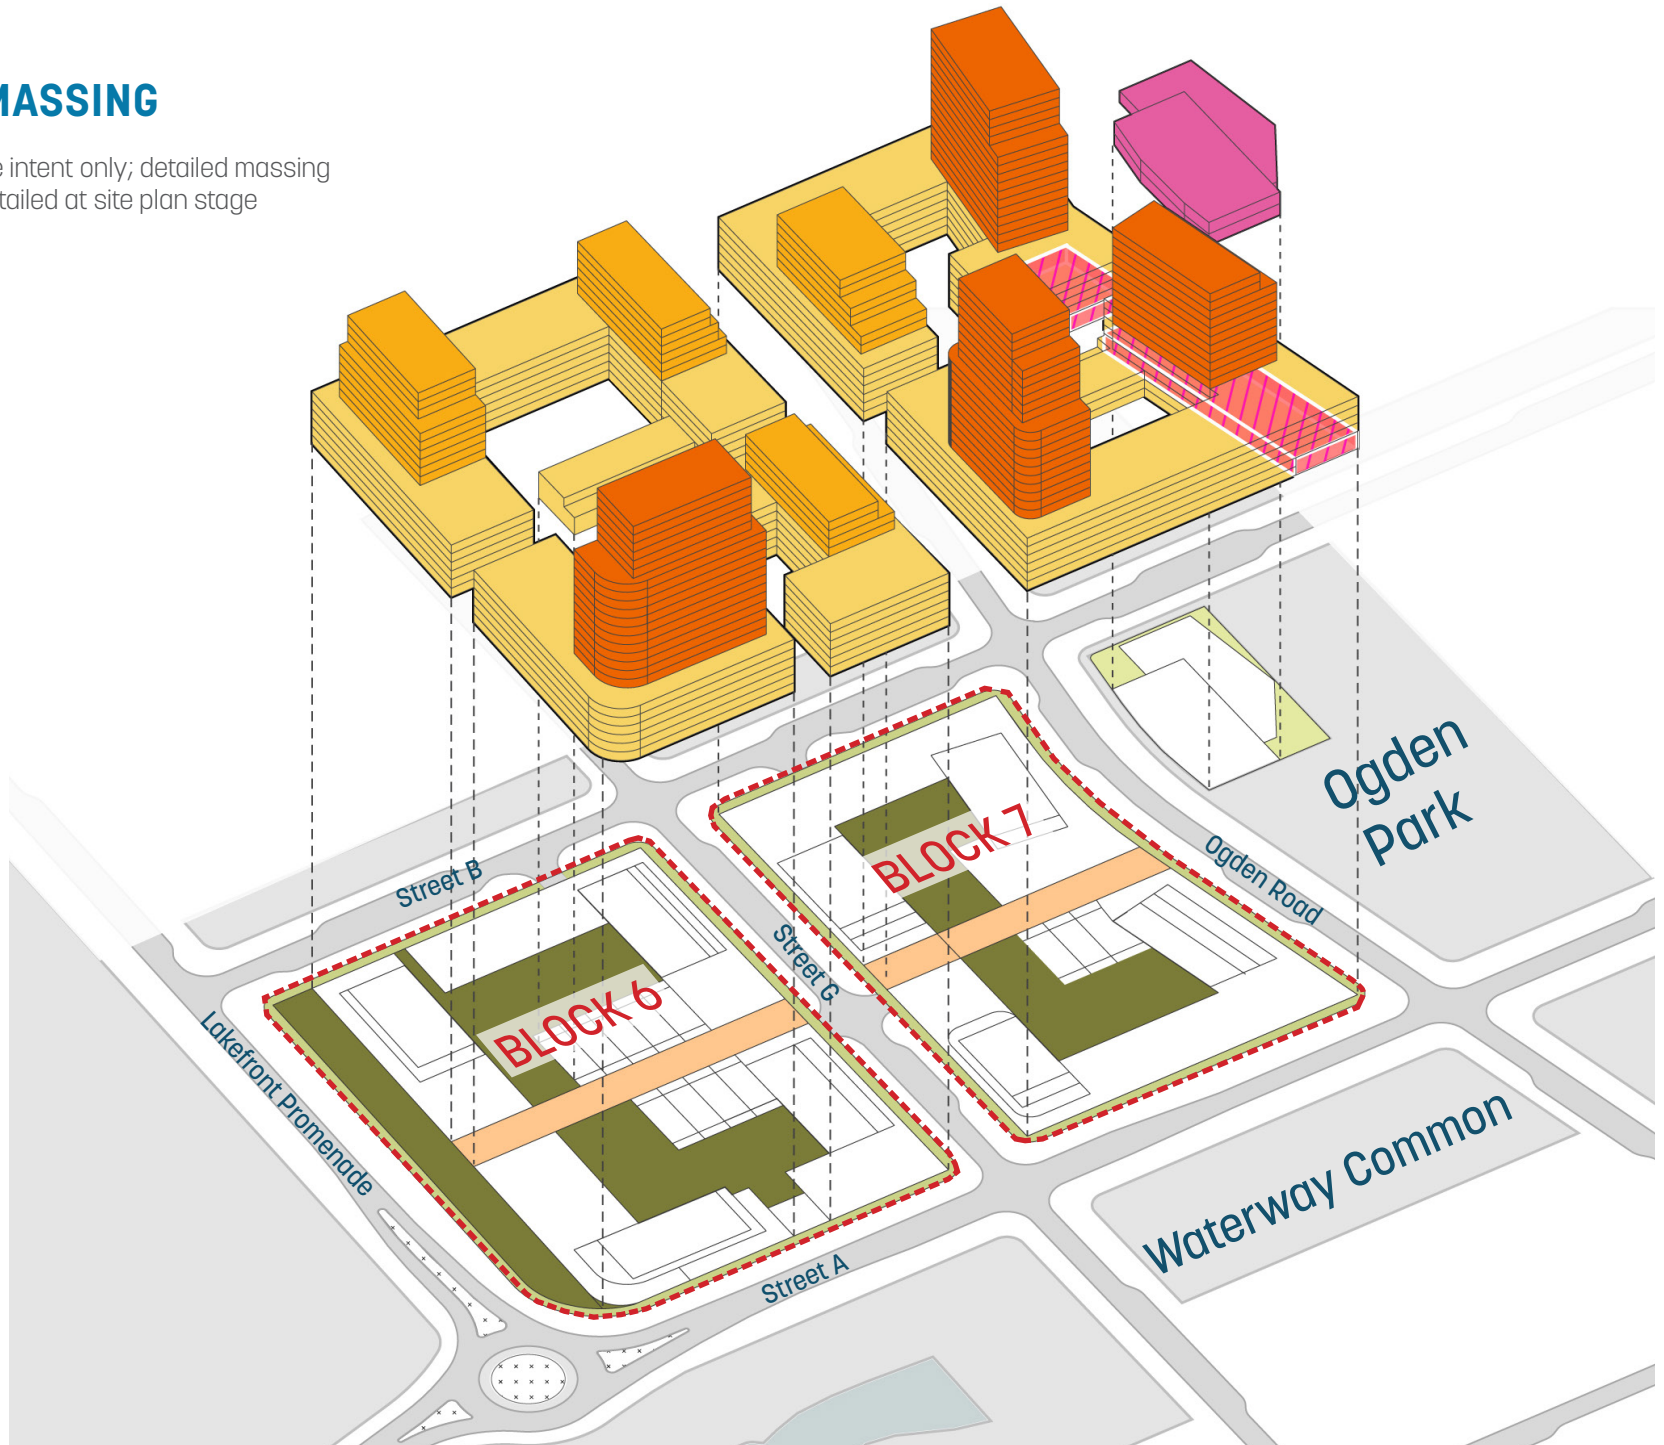 MASSING
e intent only; detailed massing
tailed at site plan stage
Ogden
Park
BLOCK 7
Ogden Road
Street B
Street G
BLOCK 6
Lakefront Promenade
Waterway Common
Street A